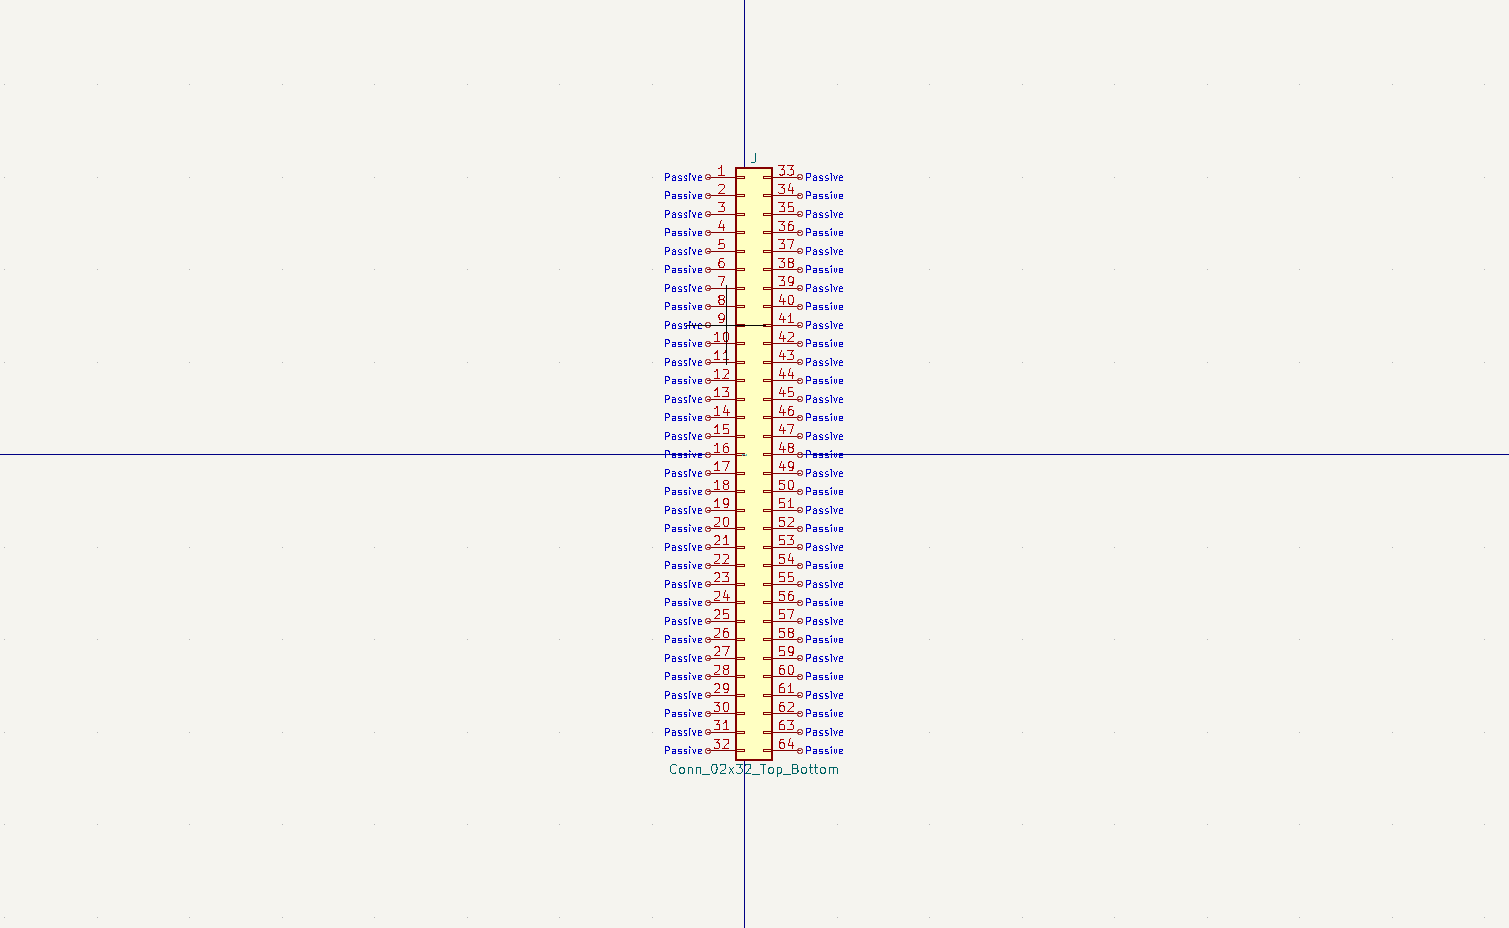 J
Passive 1 33 Passive
Passive 2 34 Passive
Passive 3 35 Passive
Passive 4 36 Passive
Passive 5 37 Passive
Passive 6 38 Passive
Passive 7 39 Passive
Passive 8 40 Passive
Passive 9 41 Passive
Passive 10 42 Passive
Passive 11 43 Passive
Passive 12 44 Passive
Passive 13 45 Passive
Passive 14 46 Passive
Passive 15 47 Passive
Passive 16 48 Passive
Passive 17 49 Passive
Passive 18 50 Passive
Passive 19 51 Passive
Passive 20 52 Passive
Passive 21 53 Passive
Passive 22 54 Passive
Passive 23 55 Passive
Passive 24 56 Passive
Passive 25 57 Passive
Passive 26 58 Passive
Passive 27 59 Passive
Passive 28 60 Passive
Passive 29 61 Passive
Passive 30 62 Passive
Passive 31 63 Passive
Passive 32 64 Passive
Conn_02x32_Top_Bottom